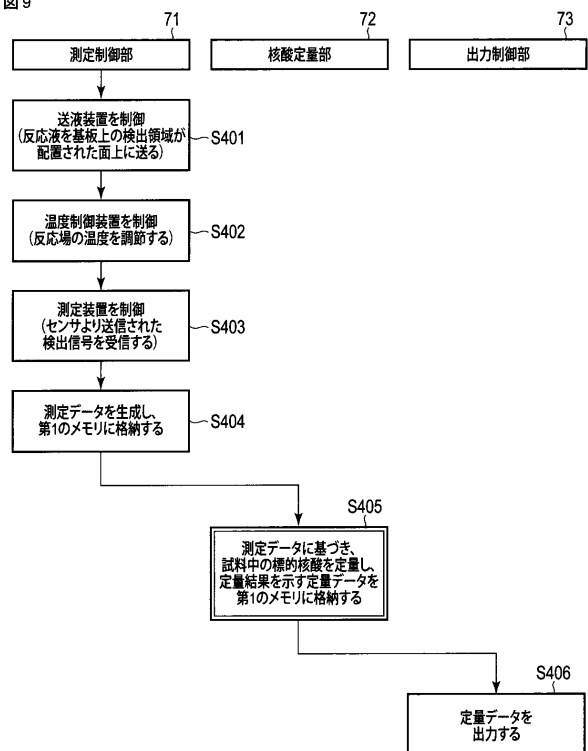 図9
71
72
73
測定制御部
核酸定量部
出力制御部
送液装置を制御
(反応液を基板上の検出領域が
配置された面上に送る)
S401
温度制御装置を制御
(反応場の温度を調節する)
S402
測定装置を制御
(センサより送信された
検出信号を受信する)
S403
測定データを生成し、
第1のメモリに格納する
S404
S405
測定データに基づき、
試料中の標的核酸を定量し、
定量結果を示す定量データを
第1のメモリに格納する
S406
定量データを
出力する